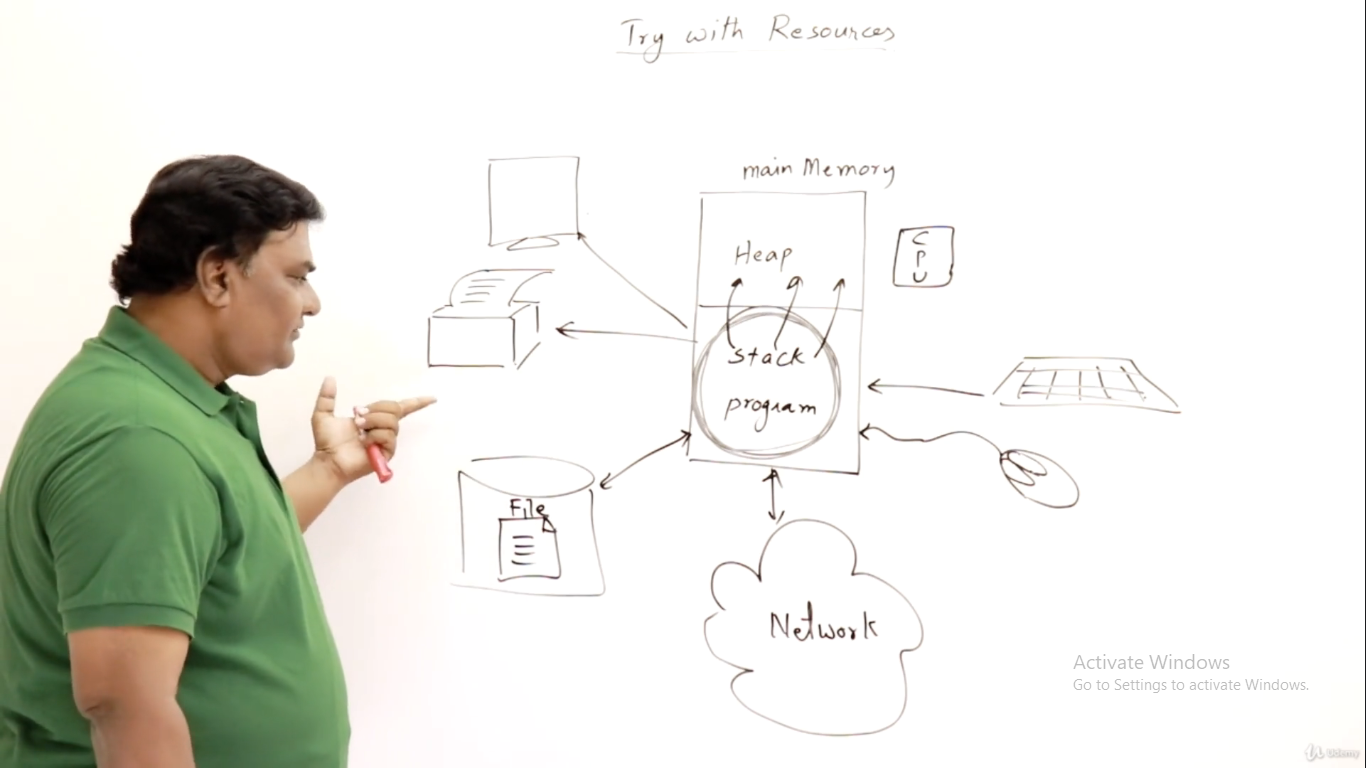 Try with Resources
main Memory
Heap
CPU
Stack
program
File
Network
Activate Windows
Go to Settings to activate Windows.
Udemy